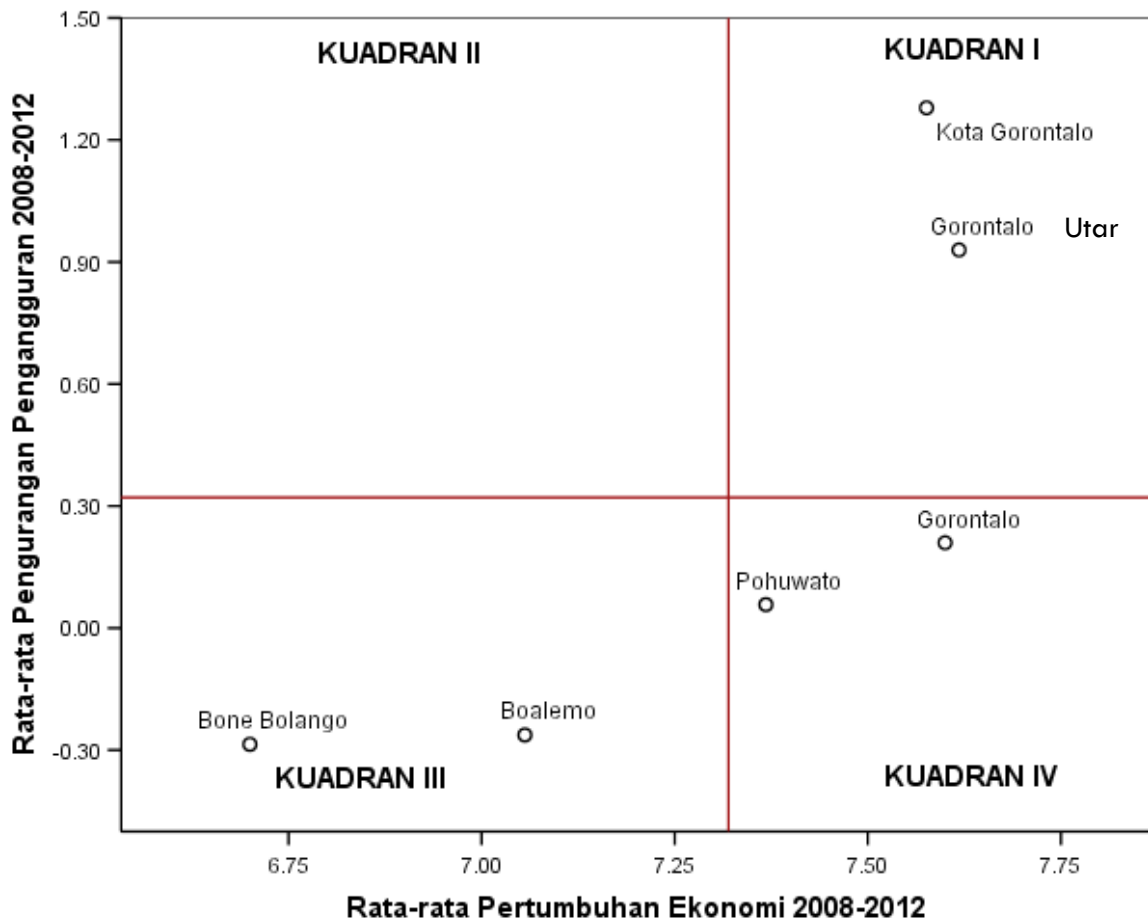 1.50
1.20
0.90
0.60
0.30
0.00
-0.30
Rata-rata Pengurangan Pengangguran 2008-2012
KUADRAN II
KUADRAN I
Kota Gorontalo
Gorontalo Utar
Gorontalo
Pohuwato
Boalemo
Bone Bolango
KUADRAN III
KUADRAN IV
6.75 7.00 7.25 7.50 7.75
Rata-rata Pertumbuhan Ekonomi 2008-2012